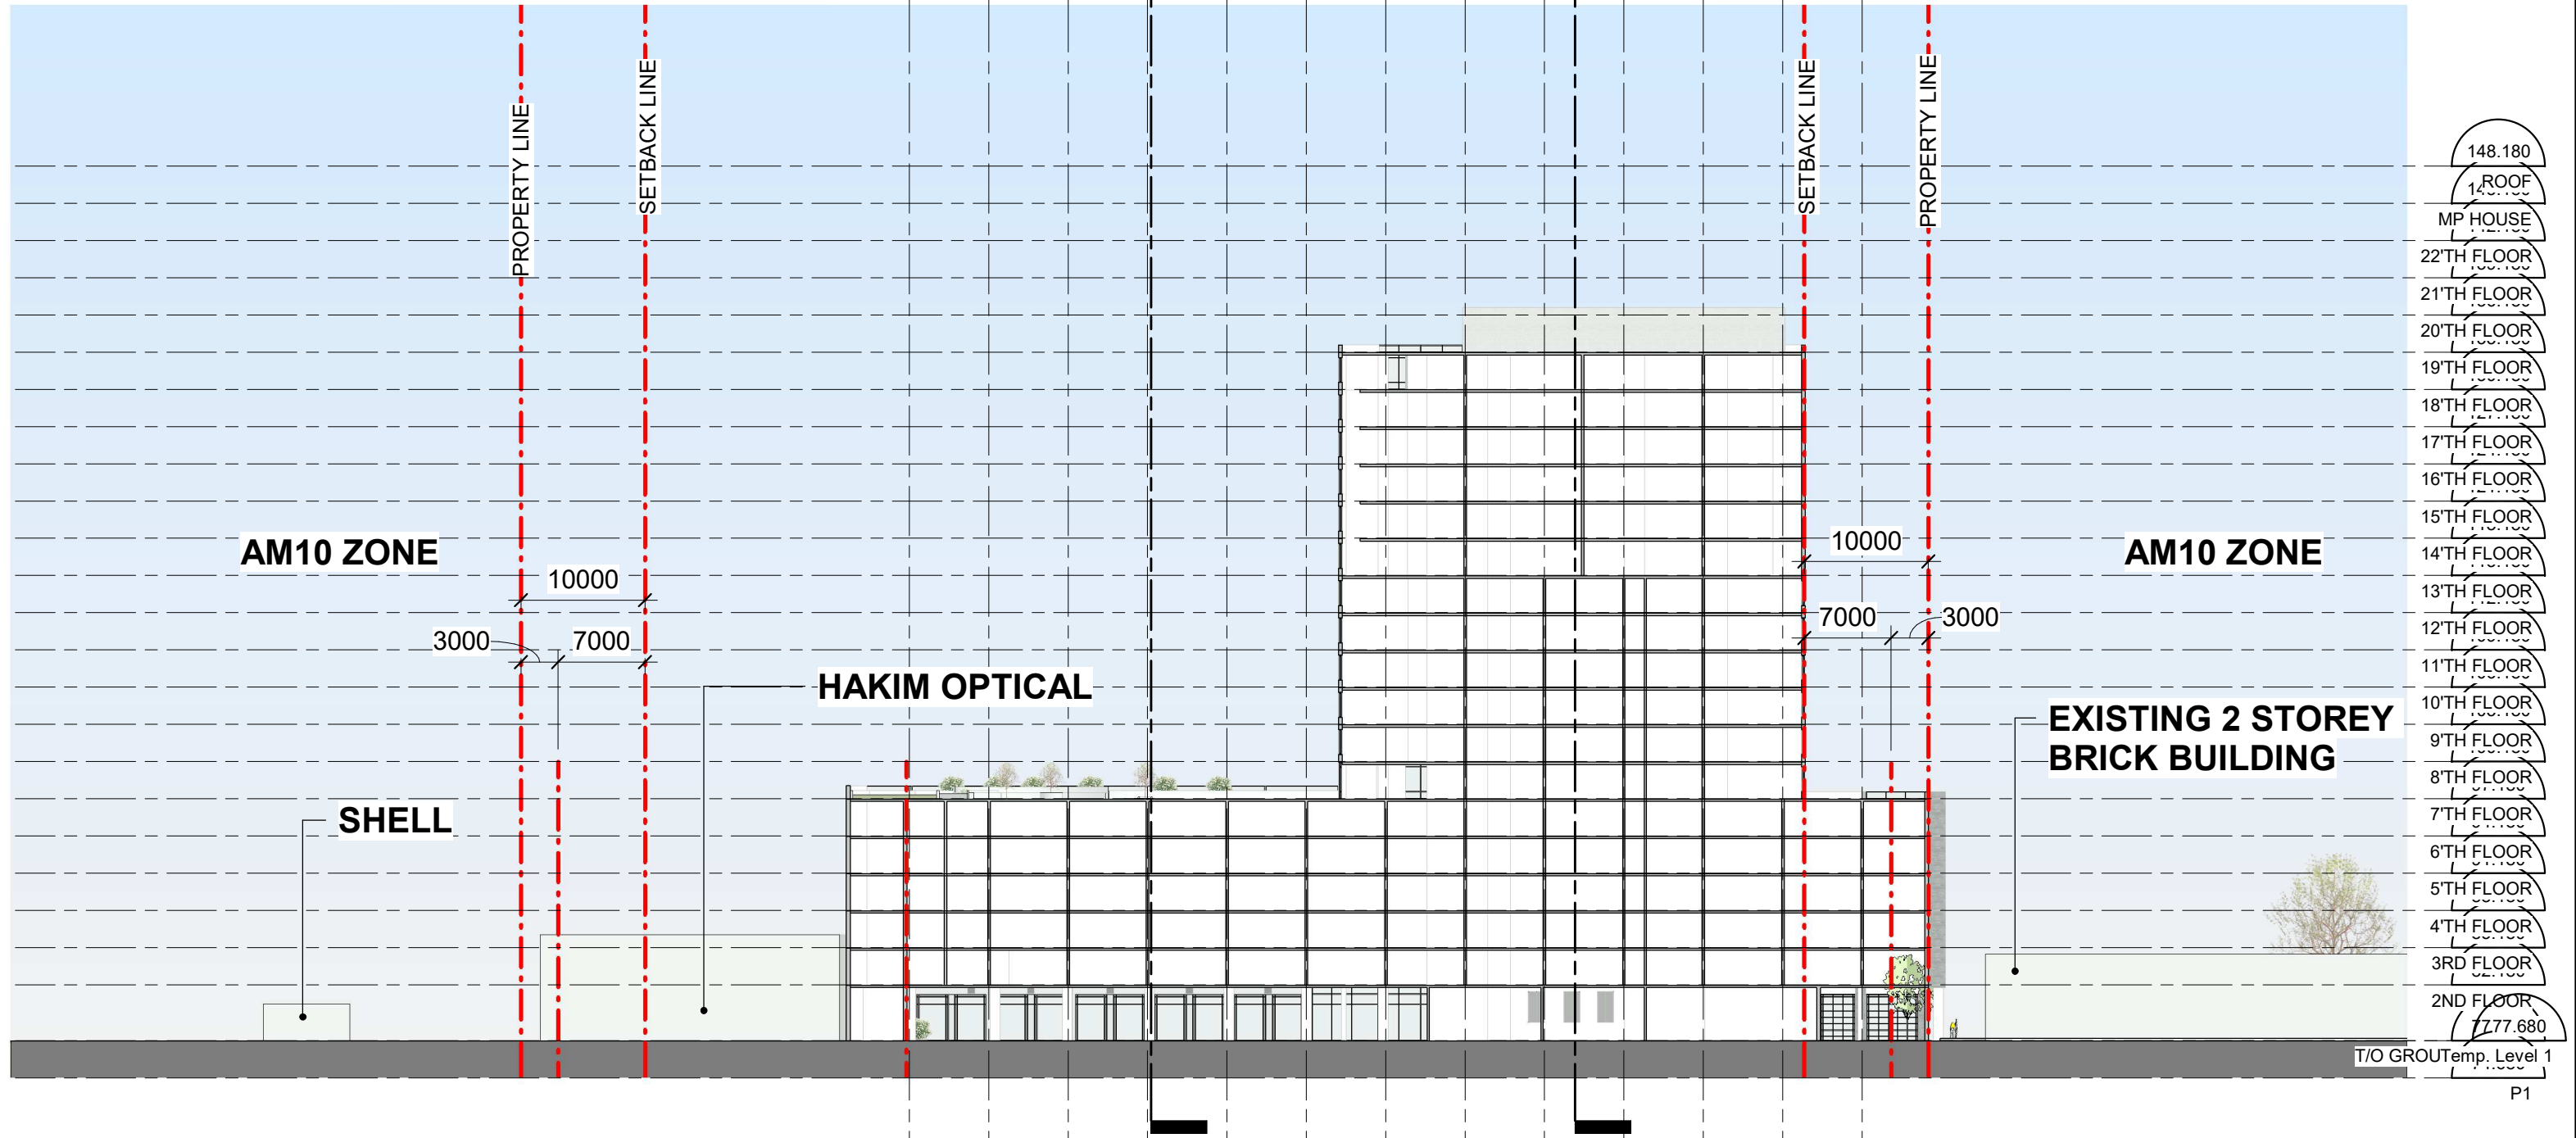 PROPERTY LINE
SETBACK LINE
SETBACK LINE
PROPERTY LINE
148.180
ROOF
MP HOUSE
22'TH FLOOR
21'TH FLOOR
20'TH FLOOR
19'TH FLOOR
18'TH FLOOR
17'TH FLOOR
16'TH FLOOR
15'TH FLOOR
14'TH FLOOR
13'TH FLOOR
12'TH FLOOR
11'TH FLOOR
10'TH FLOOR
9'TH FLOOR
8'TH FLOOR
7'TH FLOOR
6'TH FLOOR
5'TH FLOOR
4'TH FLOOR
3RD FLOOR
2ND FLOOR
77.680
T/O GROU
Temp. Level 1
P1
AM10 ZONE
10000
3000
7000
HAKIM OPTICAL
SHELL
10000
7000
3000
AM10 ZONE
EXISTING 2 STOREY
BRICK BUILDING